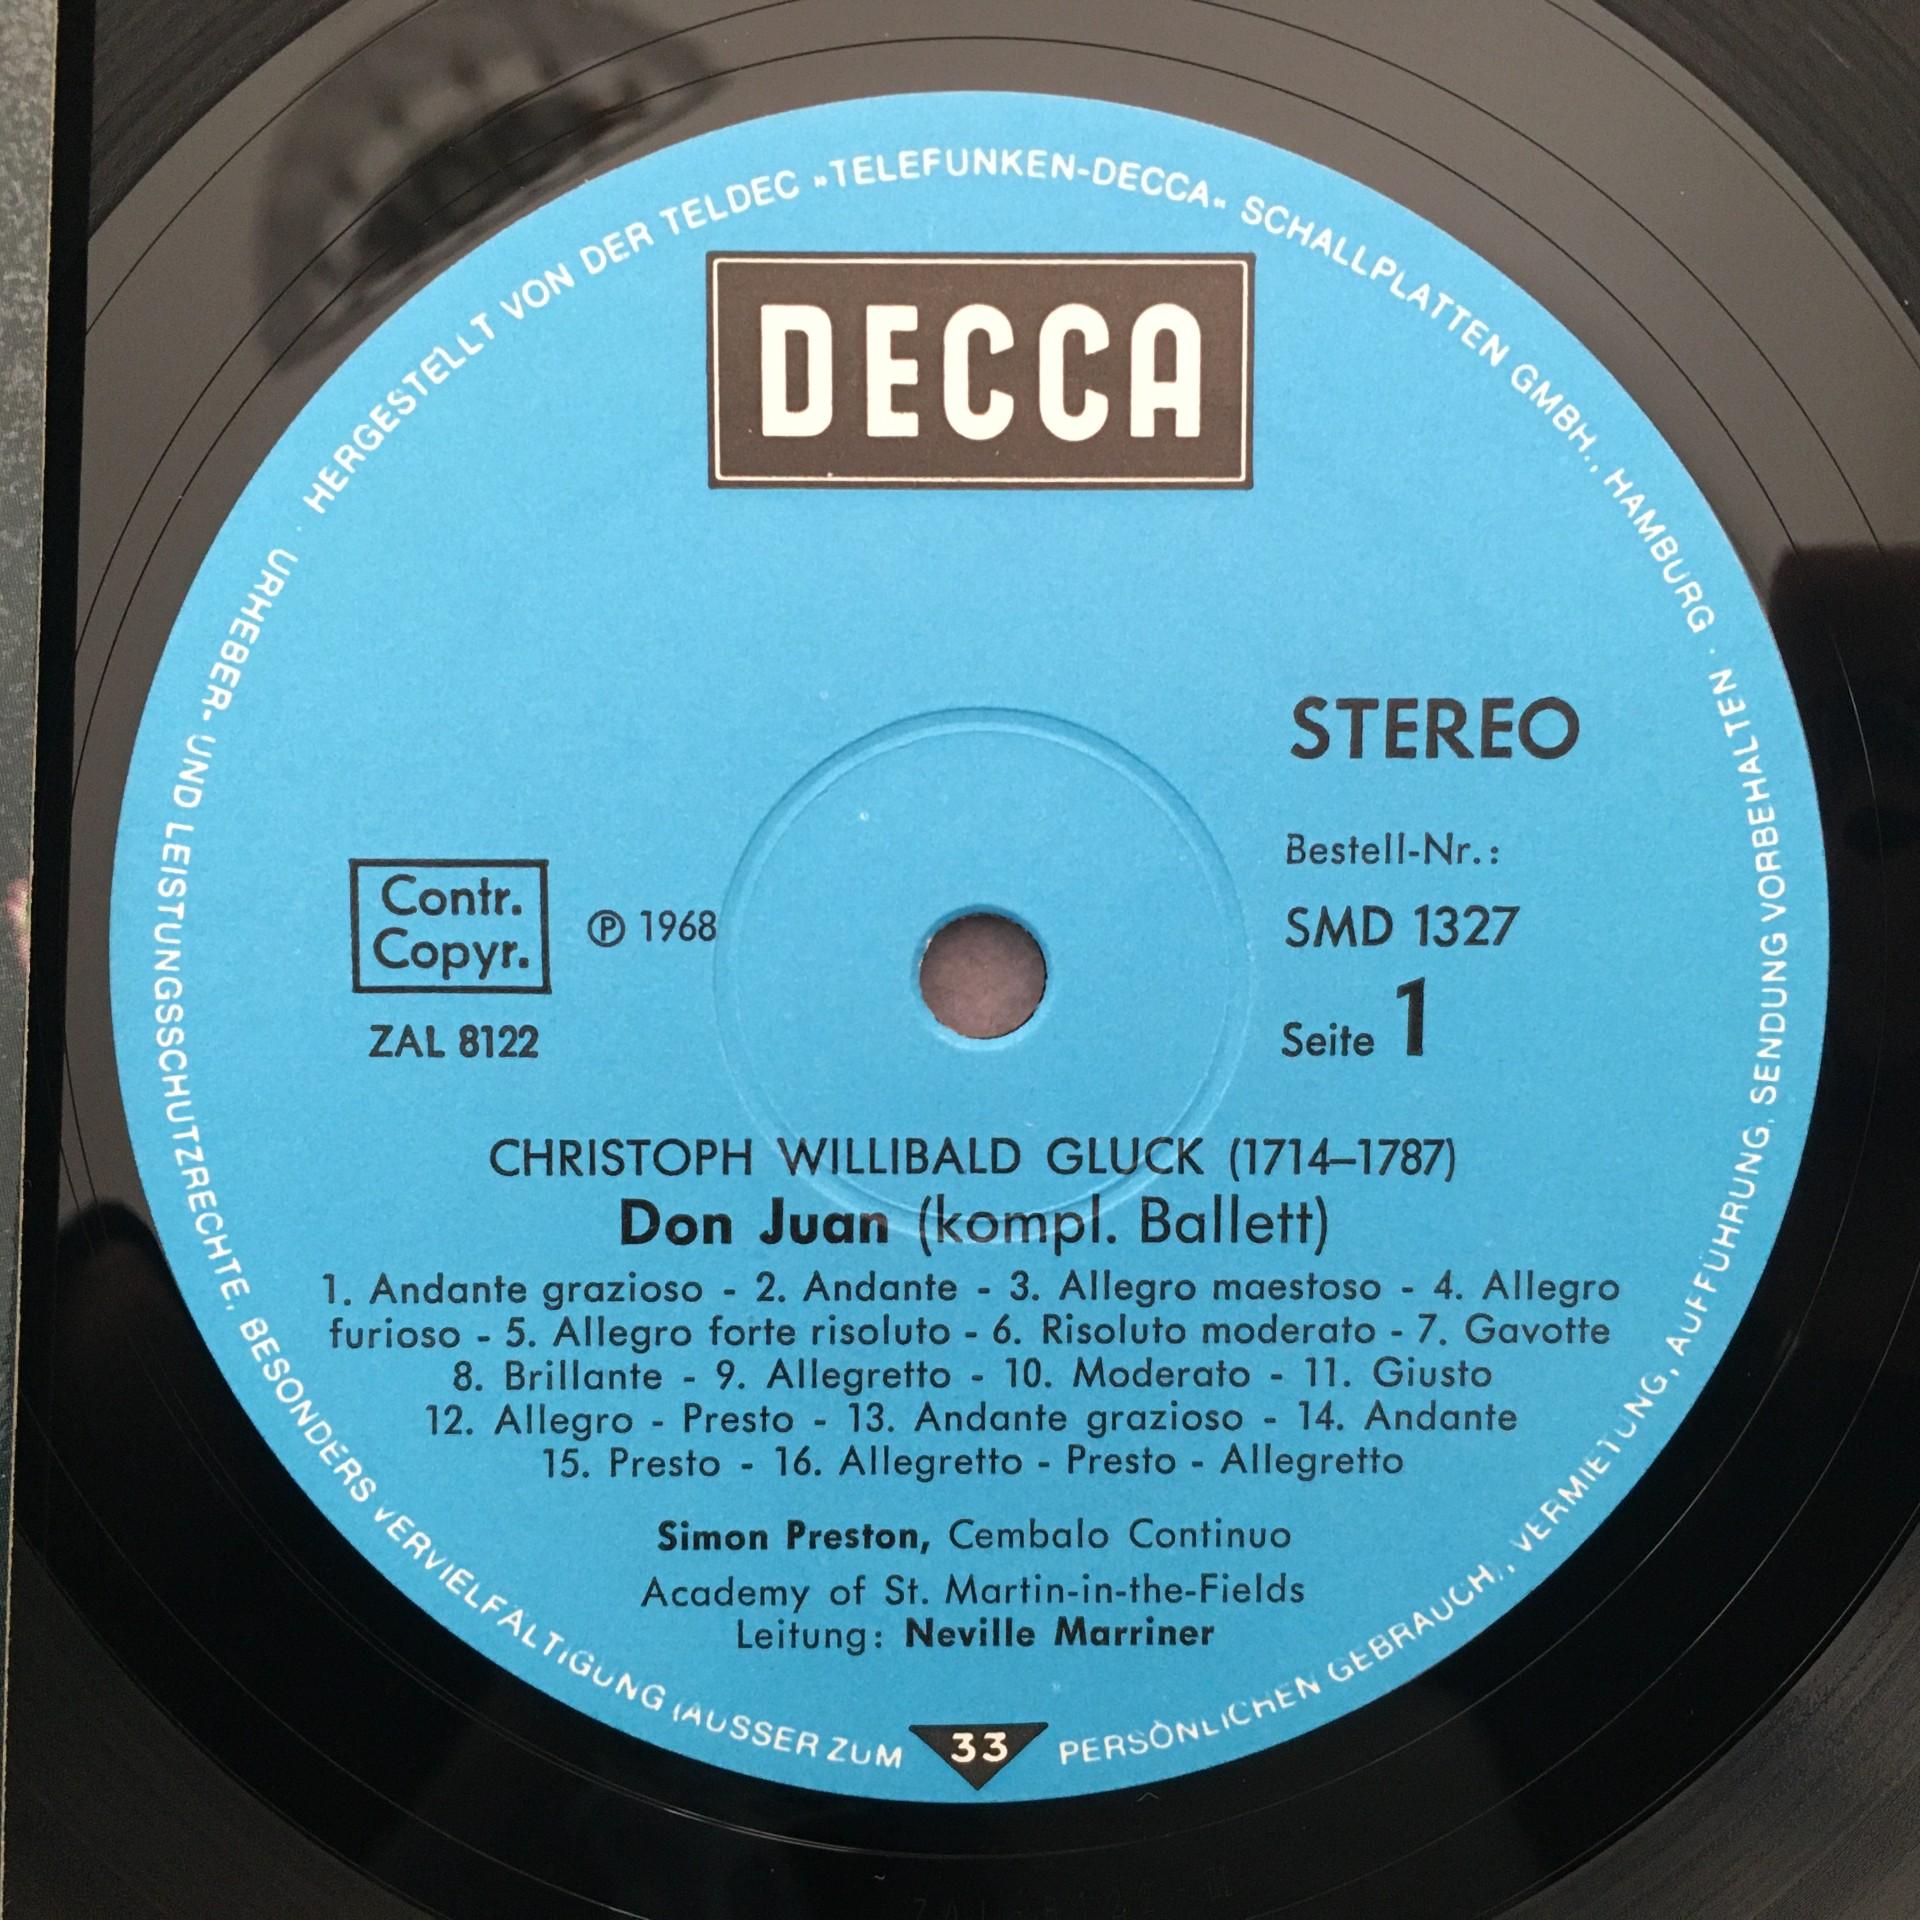 HERGESTELLT VON DER TELDEC »TELEFUNKEN-DECCA« SCHALLPLATTEN GMBH., HAMBURG ·
URHEBER- UND LEISTUNGSSCHUTZRECHTE, BESONDERS VERVIELFÄLTIGUNG (AUSSER ZUM PERSÖNLICHEN GEBRAUCH), VERMIETUNG, AUFFÜHRUNG, SENDUNG VORBEHALTEN ·
DECCA
STEREO
Bestell-Nr.:
Contr.
Copyr.
℗ 1968
SMD 1327
ZAL 8122
Seite 1
CHRISTOPH WILLIBALD GLUCK (1714–1787)
Don Juan (kompl. Ballett)
1. Andante grazioso - 2. Andante - 3. Allegro maestoso - 4. Allegro
furioso - 5. Allegro forte risoluto - 6. Risoluto moderato - 7. Gavotte
8. Brillante - 9. Allegretto - 10. Moderato - 11. Giusto
12. Allegro - Presto - 13. Andante grazioso - 14. Andante
15. Presto - 16. Allegretto - Presto - Allegretto
Simon Preston, Cembalo Continuo
Academy of St. Martin-in-the-Fields
Leitung: Neville Marriner
33